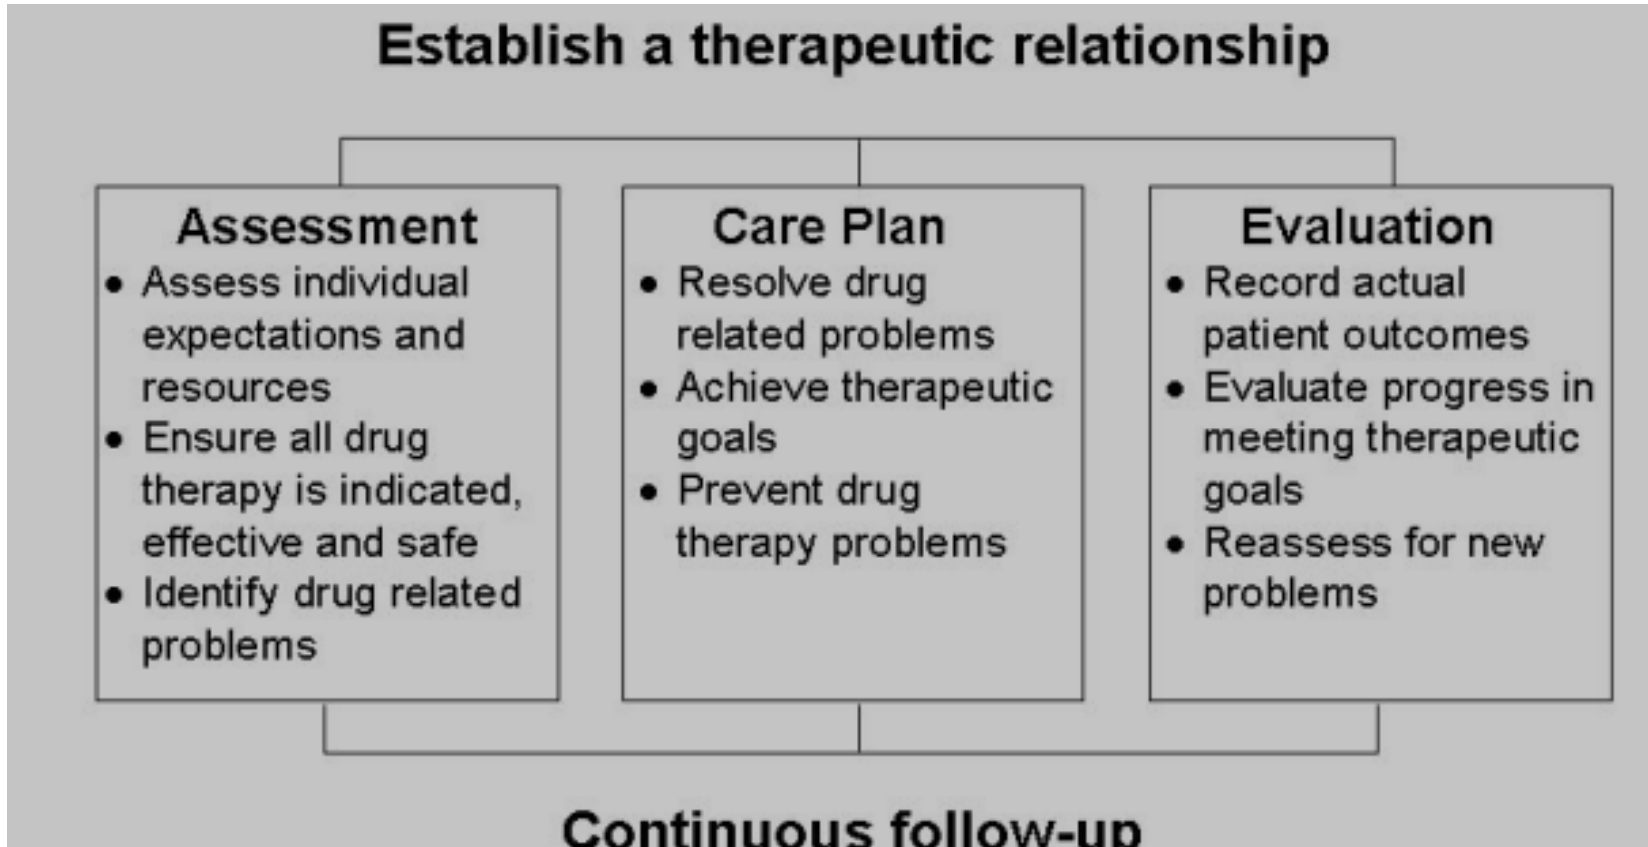 Establish a therapeutic relationship
Assessment
• Assess individual
expectations and
resources
• Ensure all drug
therapy is indicated,
effective and safe
• Identify drug related
problems
Care Plan
• Resolve drug
related problems
• Achieve therapeutic
goals
• Prevent drug
therapy problems
Evaluation
• Record actual
patient outcomes
• Evaluate progress in
meeting therapeutic
goals
• Reassess for new
problems
Continuous follow-up